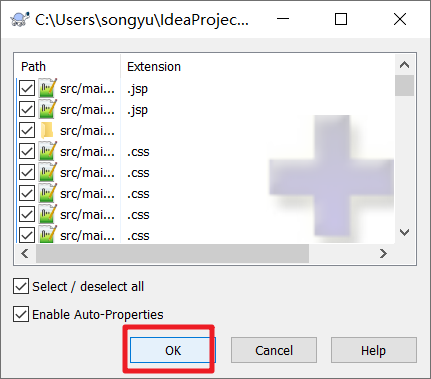 C:\Users\songyu\IdeaProjec...
Path Extension
src/mai... .jsp
src/mai... .jsp
src/mai...
src/mai... .css
src/mai... .css
src/mai... .css
src/mai... .css
src/mai... .css
Select / deselect all
Enable Auto-Properties
OK Cancel Help